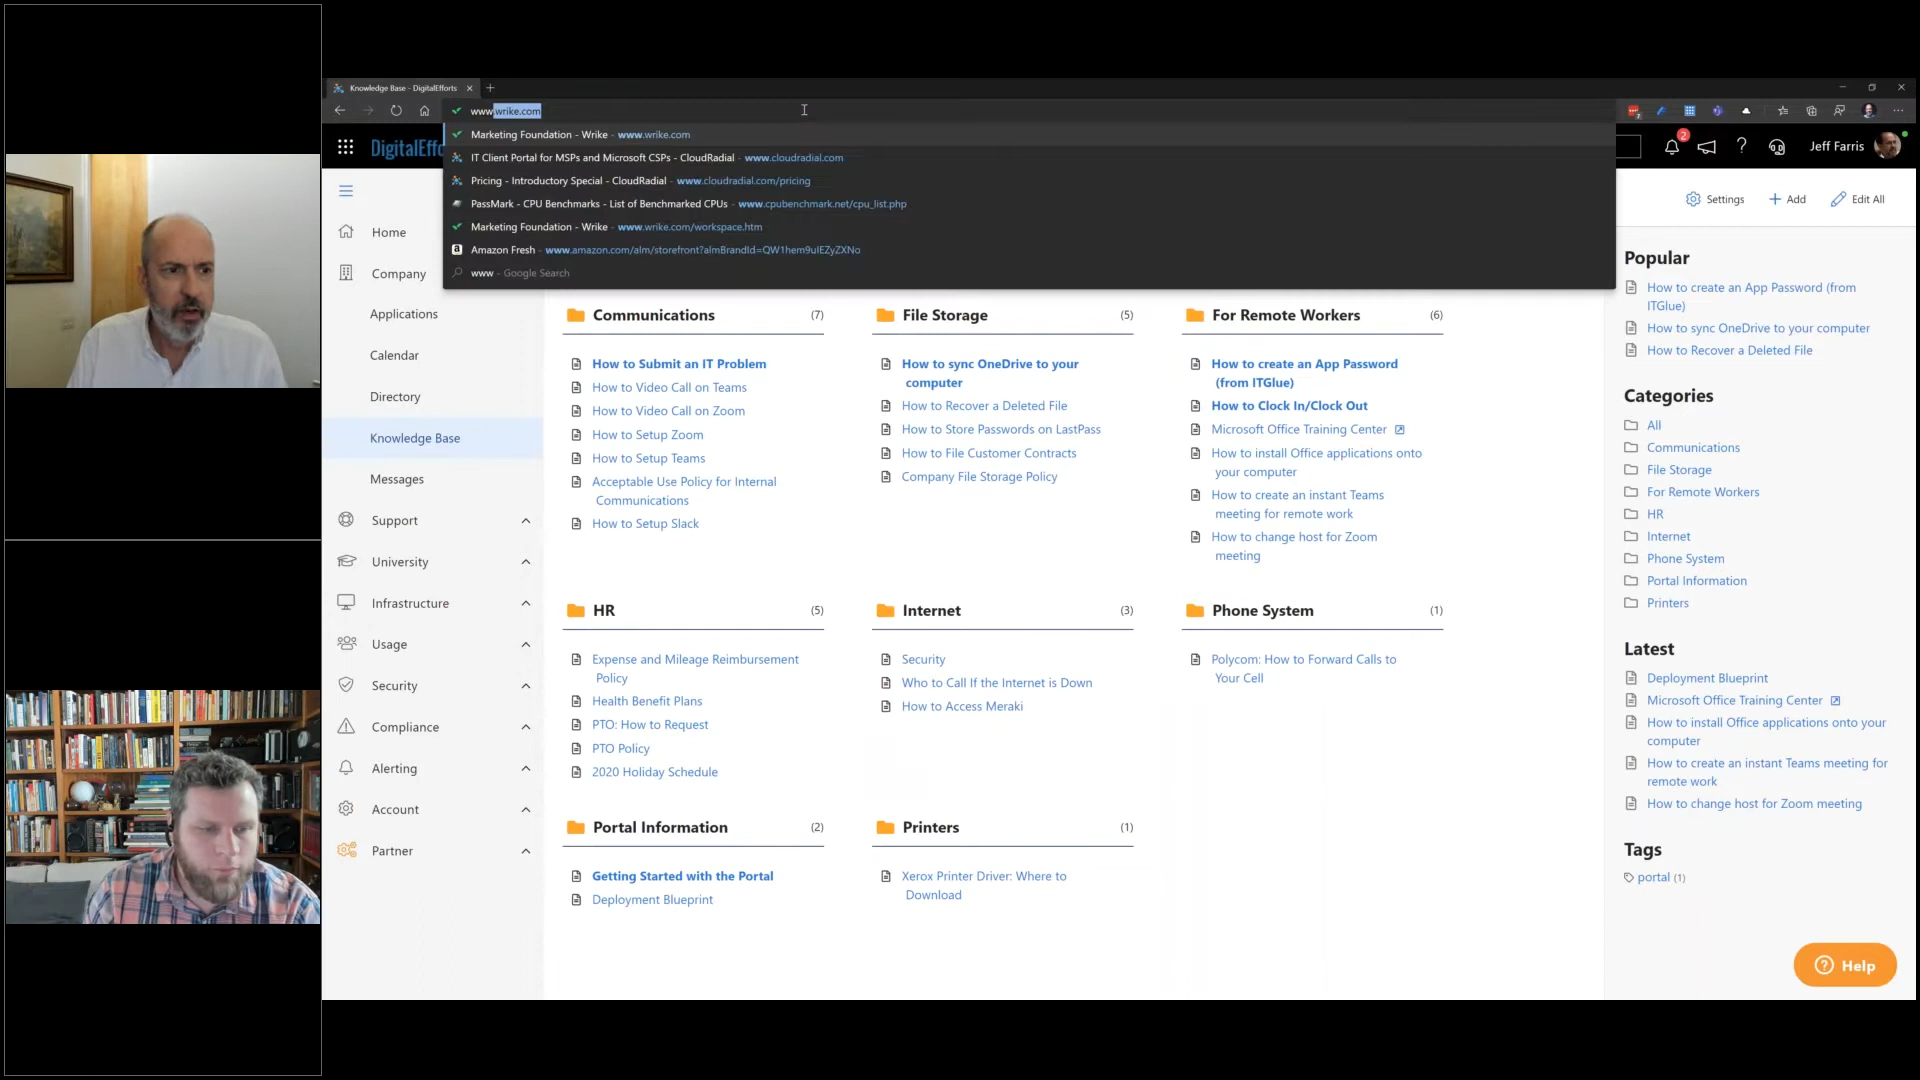 Knowledge Base - DigitalEfforts
www.wrike.com
Marketing Foundation - Wrike - www.wrike.com
IT Client Portal for MSPs and Microsoft CSPs - CloudRadial - www.cloudradial.com
Pricing - Introductory Special - CloudRadial - www.cloudradial.com/pricing
PassMark - CPU Benchmarks - List of Benchmarked CPUs - www.cpubenchmark.net/cpu_list.php
Marketing Foundation - Wrike - www.wrike.com/workspace.htm
Amazon Fresh - www.amazon.com/alm/storefront?almBrandId=QW1hem9uIEZyZXNo
www - Google Search
DigitalEffo
2
Jeff Farris
Settings
Add
Edit All
Home
Company
Applications
Calendar
Directory
Knowledge Base
Messages
Support
University
Infrastructure
Usage
Security
Compliance
Alerting
Account
Partner
Communications (7)
How to Submit an IT Problem
How to Video Call on Teams
How to Video Call on Zoom
How to Setup Zoom
How to Setup Teams
Acceptable Use Policy for Internal
Communications
How to Setup Slack
File Storage (5)
How to sync OneDrive to your
computer
How to Recover a Deleted File
How to Store Passwords on LastPass
How to File Customer Contracts
Company File Storage Policy
For Remote Workers (6)
How to create an App Password
(from ITGlue)
How to Clock In/Clock Out
Microsoft Office Training Center
How to install Office applications onto
your computer
How to create an instant Teams
meeting for remote work
How to change host for Zoom
meeting
HR (5)
Expense and Mileage Reimbursement
Policy
Health Benefit Plans
PTO: How to Request
PTO Policy
2020 Holiday Schedule
Internet (3)
Security
Who to Call If the Internet is Down
How to Access Meraki
Phone System (1)
Polycom: How to Forward Calls to
Your Cell
Portal Information (2)
Getting Started with the Portal
Deployment Blueprint
Printers (1)
Xerox Printer Driver: Where to
Download
Popular
How to create an App Password (from
ITGlue)
How to sync OneDrive to your computer
How to Recover a Deleted File
Categories
All
Communications
File Storage
For Remote Workers
HR
Internet
Phone System
Portal Information
Printers
Latest
Deployment Blueprint
Microsoft Office Training Center
How to install Office applications onto your
computer
How to create an instant Teams meeting for
remote work
How to change host for Zoom meeting
Tags
portal (1)
Help